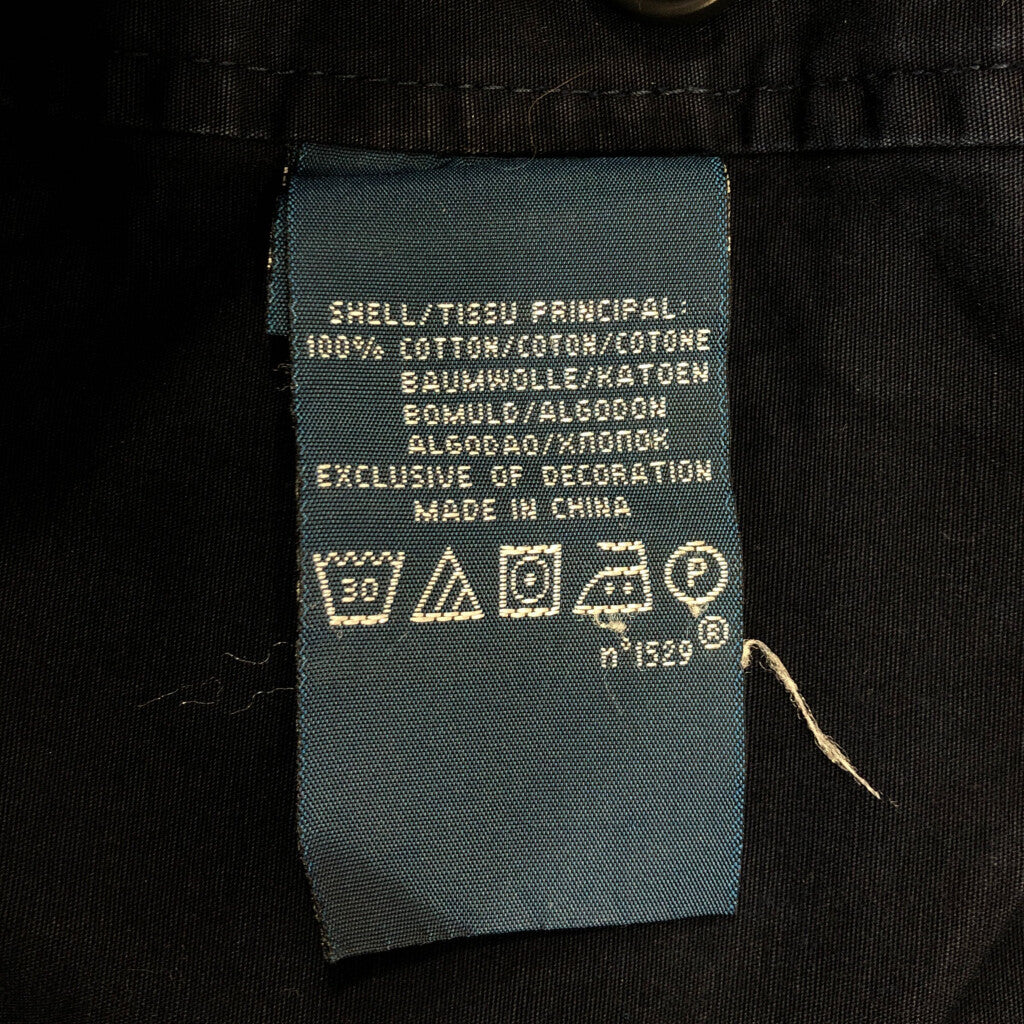 SHELL/TISSU PRINCIPAL:
100% COTTON/COTON/COTONE
BAUMWOLLE/KATOEN
BOMULD/ALGODON
ALGODAO/ХЛОПОК
EXCLUSIVE OF DECORATION
MADE IN CHINA
30 P
®
n°1529